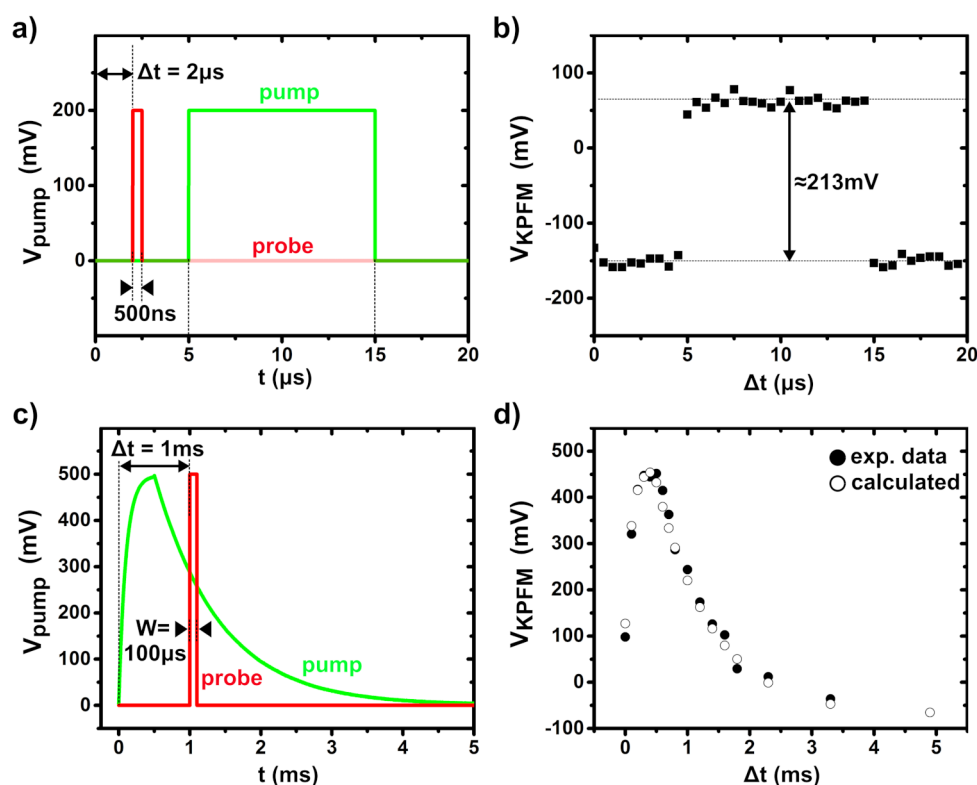 a)
Δt = 2µs
pump
probe
500ns
200
100
0
V_pump (mV)
0 5 10 15 20
t (µs)
b)
100
0
-100
-200
V_KPFM (mV)
≈213mV
0 5 10 15 20
Δt (µs)
c)
Δt = 1ms
500
400
300
200
100
0
V_pump (mV)
W=
100µs
probe
pump
0 1 2 3 4 5
t (ms)
d)
exp. data
calculated
500
400
300
200
100
0
-100
V_KPFM (mV)
0 1 2 3 4 5
Δt (ms)